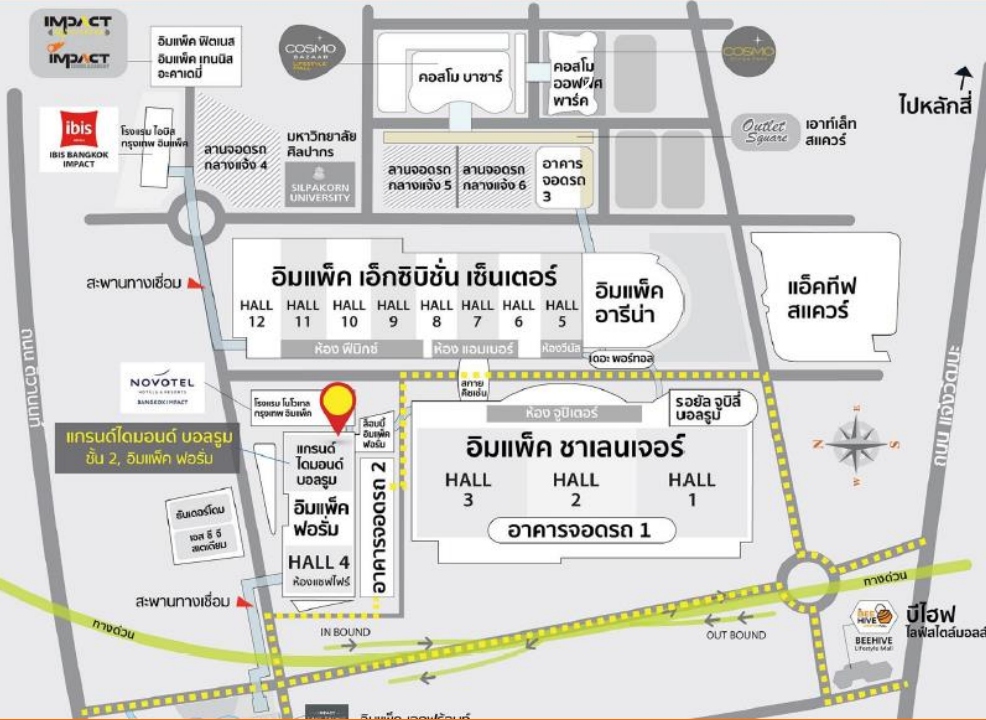 IMPACT
IMPACT
อิมแพ็ค ฟิตเนส
อิมแพ็ค เทนนิส
อะคาเดมี่
COSMO
BAZAAR
คอสโม บาซาร์
คอสโม
ออฟฟิศ
พาร์ค
COSMO
ไปหลักสี่
ibis
IBIS BANGKOK
IMPACT
โรงแรม ไอบิส
กรุงเทพ อิมแพ็ค
ลานจอดรถ
กลางแจ้ง 4
มหาวิทยาลัย
ศิลปากร
SILPAKORN
UNIVERSITY
ลานจอดรถ
กลางแจ้ง 5
ลานจอดรถ
กลางแจ้ง 6
อาคาร
จอดรถ
3
Outlet
Square
เอาท์เล็ท
สแควร์
สะพานทางเชื่อม
อิมแพ็ค เอ็กซิบิชั่น เซ็นเตอร์
HALL
12
HALL
11
HALL
10
HALL
9
HALL
8
HALL
7
HALL
6
HALL
5
ห้อง ฟีนิกซ์
ห้อง แอมเบอร์
ห้องวีนัส
อิมแพ็ค
อารีน่า
แอ็คทีฟ
สแควร์
เดอะ พอร์ทอล
NOVOTEL
HOTELS & RESORTS
BANGKOK IMPACT
โรงแรม โนโวเทล
กรุงเทพ อิมแพ็ค
แกรนด์ไดมอนด์ บอลรูม
ชั้น 2, อิมแพ็ค ฟอรั่ม
ล็อบบี้
อิมแพ็ค
ฟอรั่ม
สกาย
คิทเช่น
แกรนด์
ไดมอนด์
บอลรูม
อิมแพ็ค
ฟอรั่ม
HALL 4
ห้องแซฟไฟร์
อาคารจอดรถ 2
ห้อง จูปิเตอร์
รอยัล จูบิลี่
บอลรูม
อิมแพ็ค ชาเลนเจอร์
HALL
3
HALL
2
HALL
1
อาคารจอดรถ 1
N
E
S
W
ถนน แจ้งวัฒนะ
ธันเดอร์โดม
เอส ซี จี
สเตเดียม
สะพานทางเชื่อม
ทางด่วน
IN BOUND
OUT BOUND
ทางด่วน
BEE
HIVE
BEEHIVE
Lifestyle Mall
บีไฮฟ
ไลฟ์สไตล์มอลล์